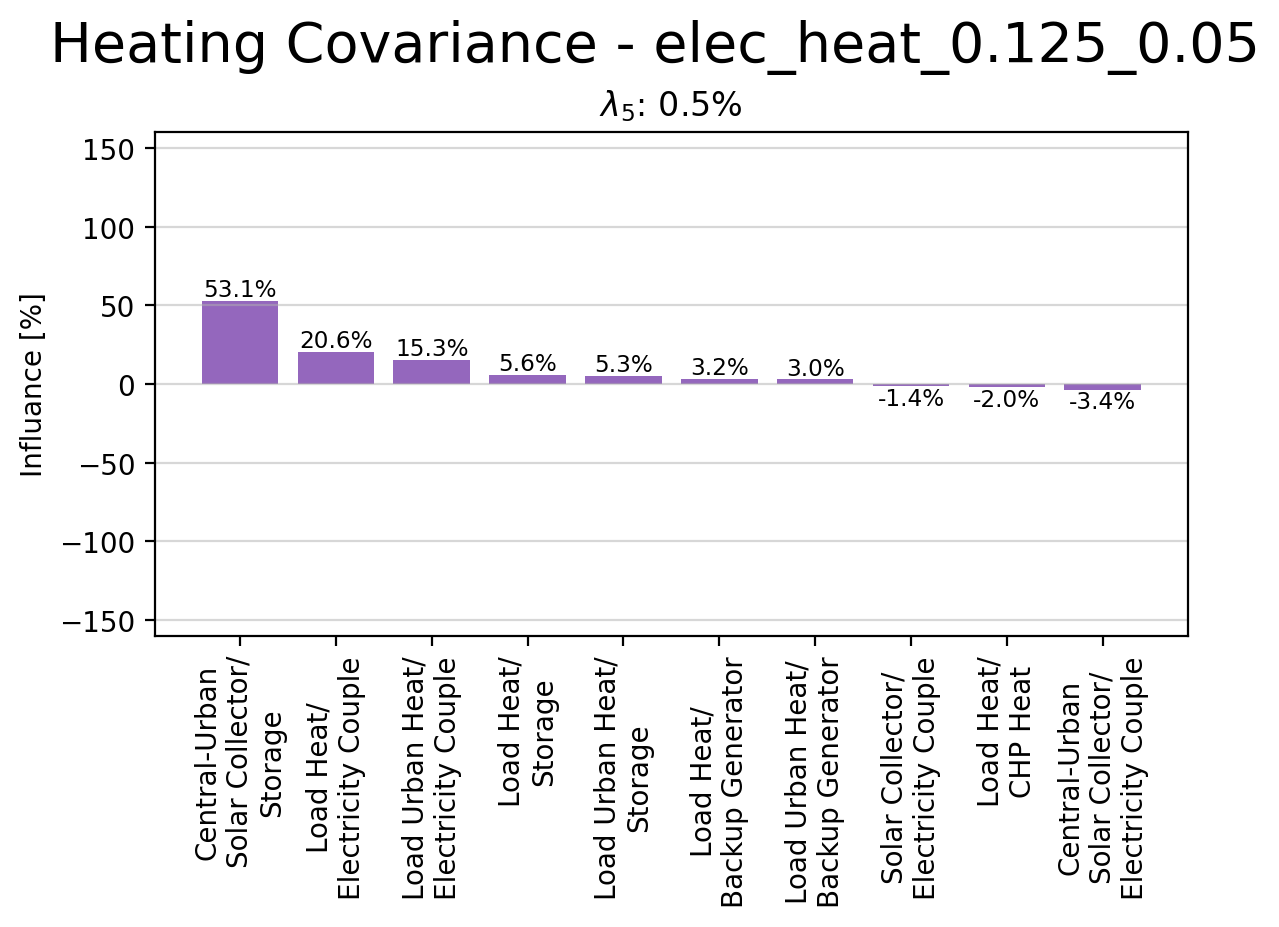 Heating Covariance - elec_heat_0.125_0.05
λ5: 0.5%
Influance [%]
150
100
50
0
−50
−100
−150
53.1%
20.6%
15.3%
5.6%
5.3%
3.2%
3.0%
-1.4%
-2.0%
-3.4%
Central-Urban
Solar Collector/
Storage
Load Heat/
Electricity Couple
Load Urban Heat/
Electricity Couple
Load Heat/
Storage
Load Urban Heat/
Storage
Load Heat/
Backup Generator
Load Urban Heat/
Backup Generator
Solar Collector/
Electricity Couple
Load Heat/
CHP Heat
Central-Urban
Solar Collector/
Electricity Couple